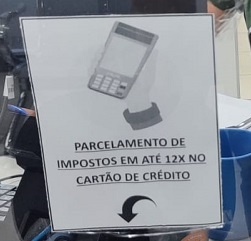 PARCELAMENTO DE
IMPOSTOS EM ATÉ 12X NO
CARTÃO DE CRÉDITO